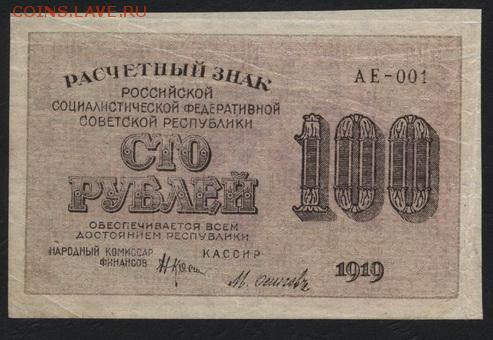 COINS.LAVE.RU
РАСЧЕТНЫЙ ЗНАК
АЕ-001
РОССИЙСКОЙ
СОЦИАЛИСТИЧЕСКОЙ ФЕДЕРАТИВНОЙ
СОВЕТСКОЙ РЕСПУБЛИКИ
СТО
РУБЛЕЙ
100
ОБЕСПЕЧИВАЕТСЯ ВСЕМ
ДОСТОЯНИЕМ РЕСПУБЛИКИ
НАРОДНЫЙ КОМИССАР
ФИНАНСОВ
КАССИР
1919